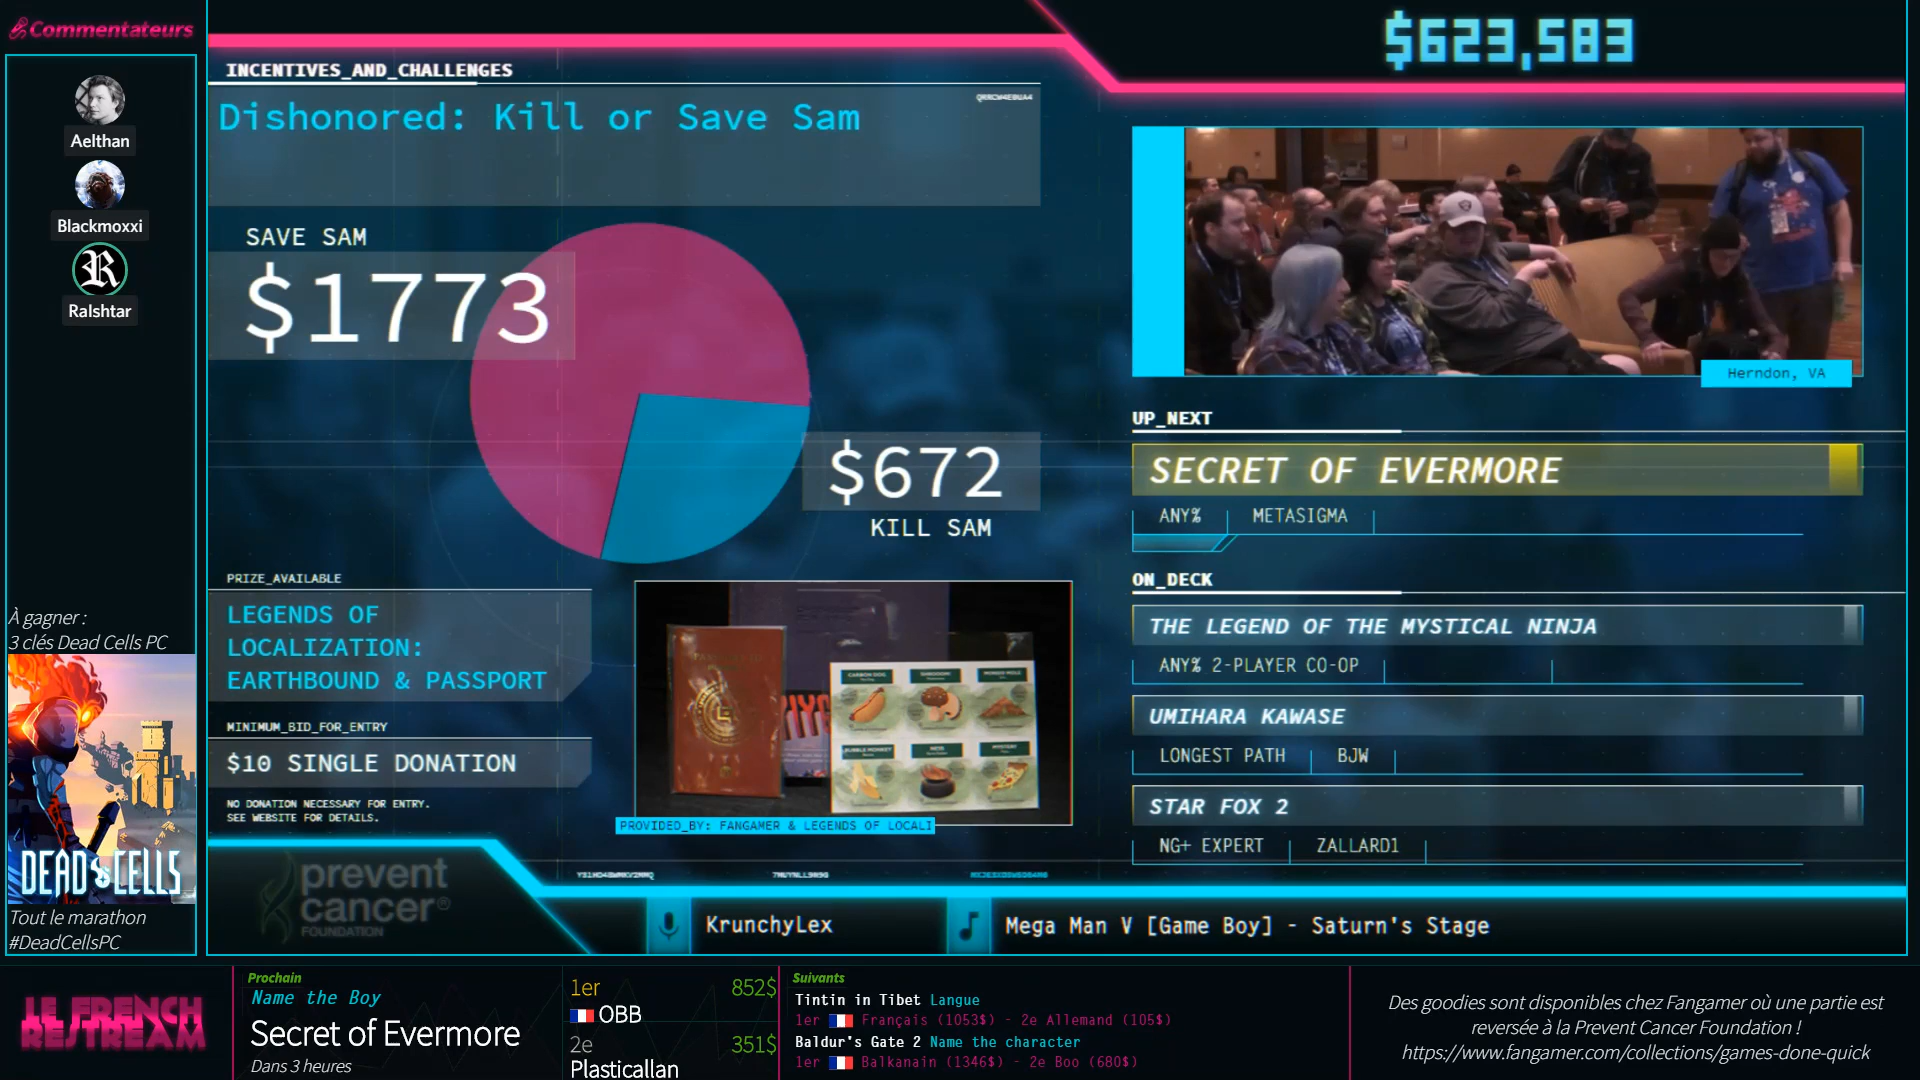 Commentateurs
Aelthan
Blackmoxxi
Ralshtar
À gagner :
3 clés Dead Cells PC
DEAD CELLS
Tout le marathon
#DeadCellsPC
$623,583
INCENTIVES_AND_CHALLENGES
Dishonored: Kill or Save Sam
SAVE SAM
$1773
$672
KILL SAM
PRIZE_AVAILABLE
LEGENDS OF
LOCALIZATION:
EARTHBOUND & PASSPORT
MINIMUM_BID_FOR_ENTRY
$10 SINGLE DONATION
NO DONATION NECESSARY FOR ENTRY.
SEE WEBSITE FOR DETAILS.
PROVIDED_BY: FANGAMER & LEGENDS OF LOCALI
Herndon, VA
UP_NEXT
SECRET OF EVERMORE
ANY% METASIGMA
ON_DECK
THE LEGEND OF THE MYSTICAL NINJA
ANY% 2-PLAYER CO-OP
UMIHARA KAWASE
LONGEST PATH BJW
STAR FOX 2
NG+ EXPERT ZALLARD1
prevent
cancer®
FOUNDATION
KrunchyLex
Mega Man V [Game Boy] - Saturn's Stage
LE FRENCH
RESTREAM
Prochain
Name the Boy
Secret of Evermore
Dans 3 heures
1er 852$
OBB
2e 351$
Plasticallan
Suivants
Tintin in Tibet Langue
1er Français (1053$) - 2e Allemand (105$)
Baldur's Gate 2 Name the character
1er Balkanain (1346$) - 2e Boo (680$)
Des goodies sont disponibles chez Fangamer où une partie est
reversée à la Prevent Cancer Foundation !
https://www.fangamer.com/collections/games-done-quick